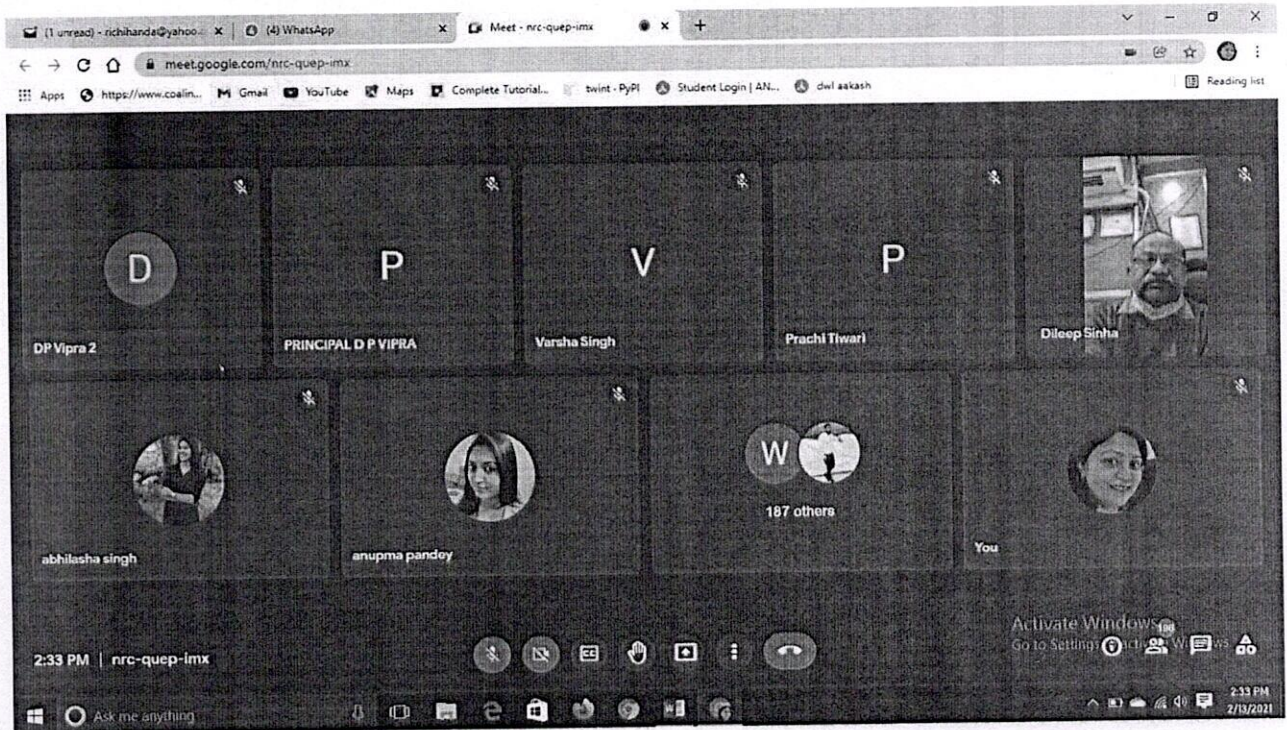 (1 unread) - richihanda@yahoo...
(4) WhatsApp
Meet - nrc-quep-imx
meet.google.com/nrc-quep-imx
Apps
https://www.coalin...
Gmail
YouTube
Maps
Complete Tutorial...
twint - PyPI
Student Login | AN...
dwl aakash
Reading list
D
P
V
P
DP Vipra 2
PRINCIPAL D P VIPRA
Varsha Singh
Prachi Tiwari
Dileep Sinha
W
187 others
abhilasha singh
anupma pandey
You
Activate Windows
Go to Settings
196
2:33 PM | nrc-quep-imx
CC
Ask me anything
2:33 PM
2/13/2021